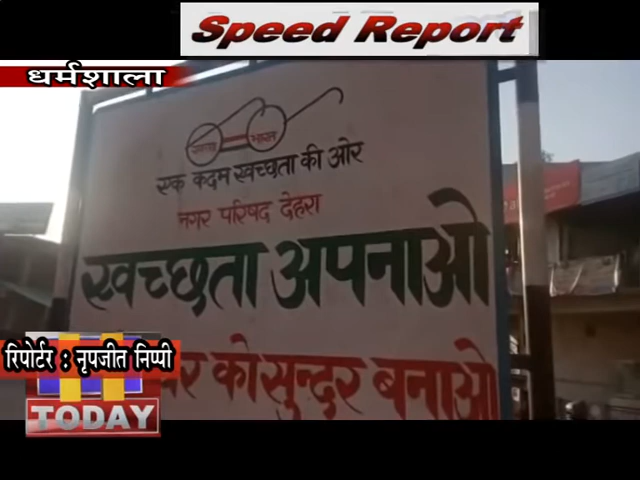 Speed Report
धर्मशाला
स्वच्छ भारत
एक कदम स्वच्छता की ओर
नगर परिषद देहरा
स्वच्छता अपनाओ
को सुन्दर बनाओ
रिपोर्टर : नृपजीत निप्पी
TODAY